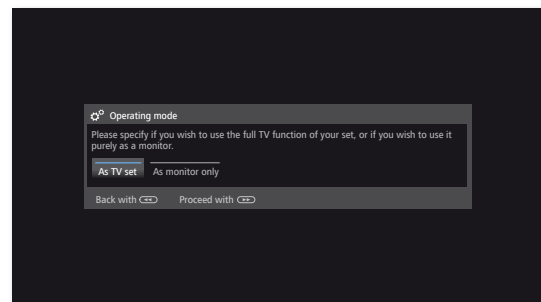 Operating mode
Please specify if you wish to use the full TV function of your set, or if you wish to use it
purely as a monitor.
As TV set As monitor only
Back with Proceed with